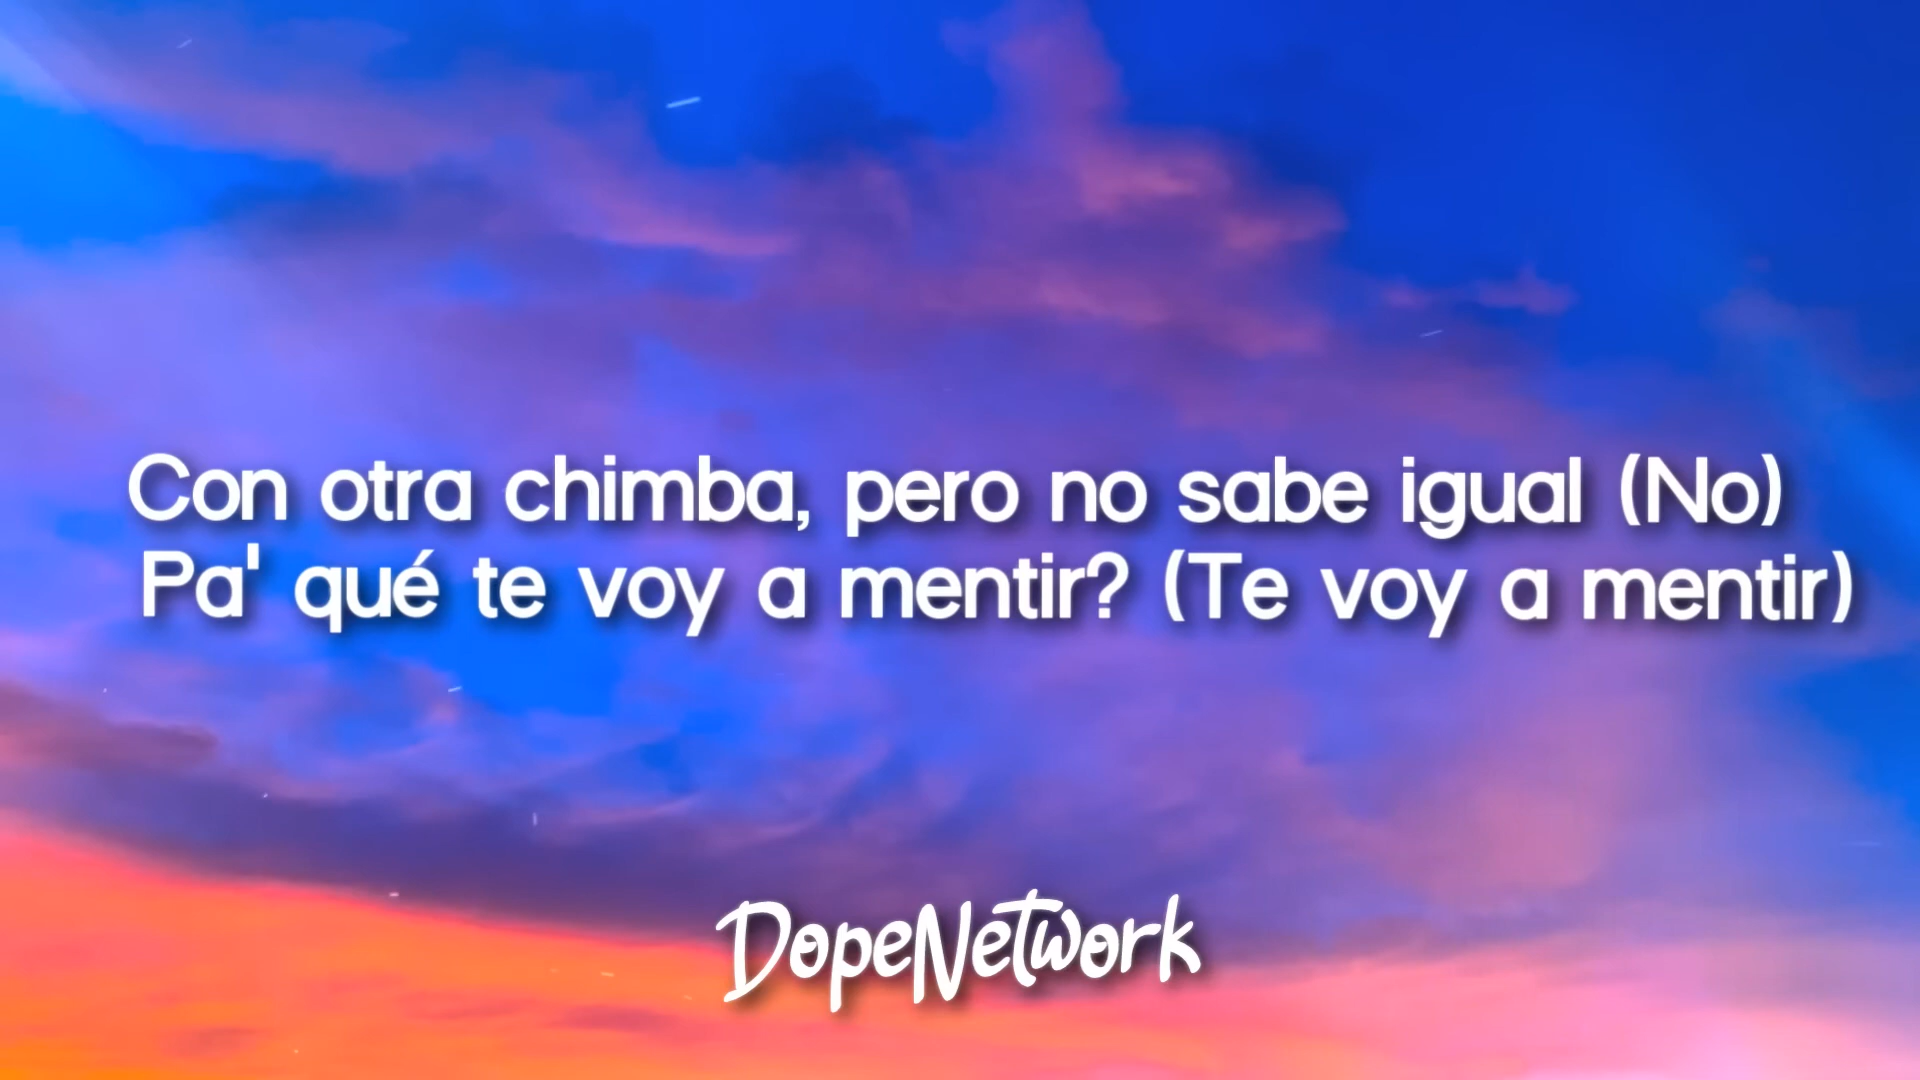 Con otra chimba, pero no sabe igual (No)
Pa' qué te voy a mentir? (Te voy a mentir)
DopeNetwork